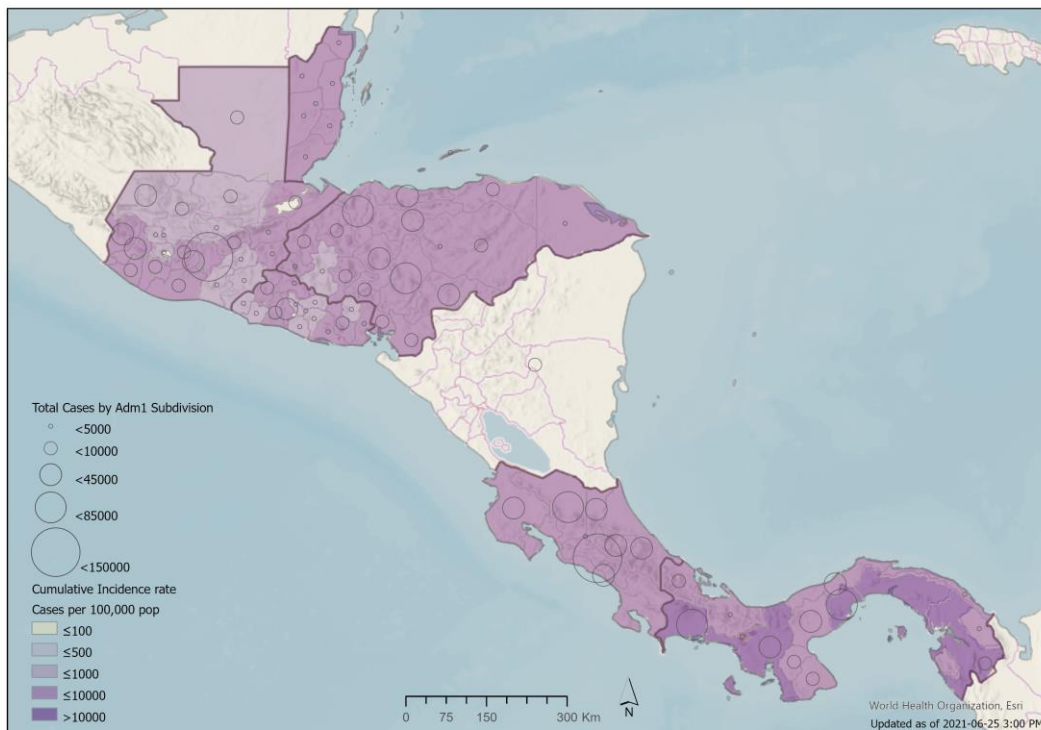 Total Cases by Adm1 Subdivision
<5000
<10000
<45000
<85000
<150000
Cumulative Incidence rate
Cases per 100,000 pop
≤100
≤500
≤1000
≤10000
>10000
0 75 150 300 Km
N
World Health Organization, Esri
Updated as of 2021-06-25 3:00 PM